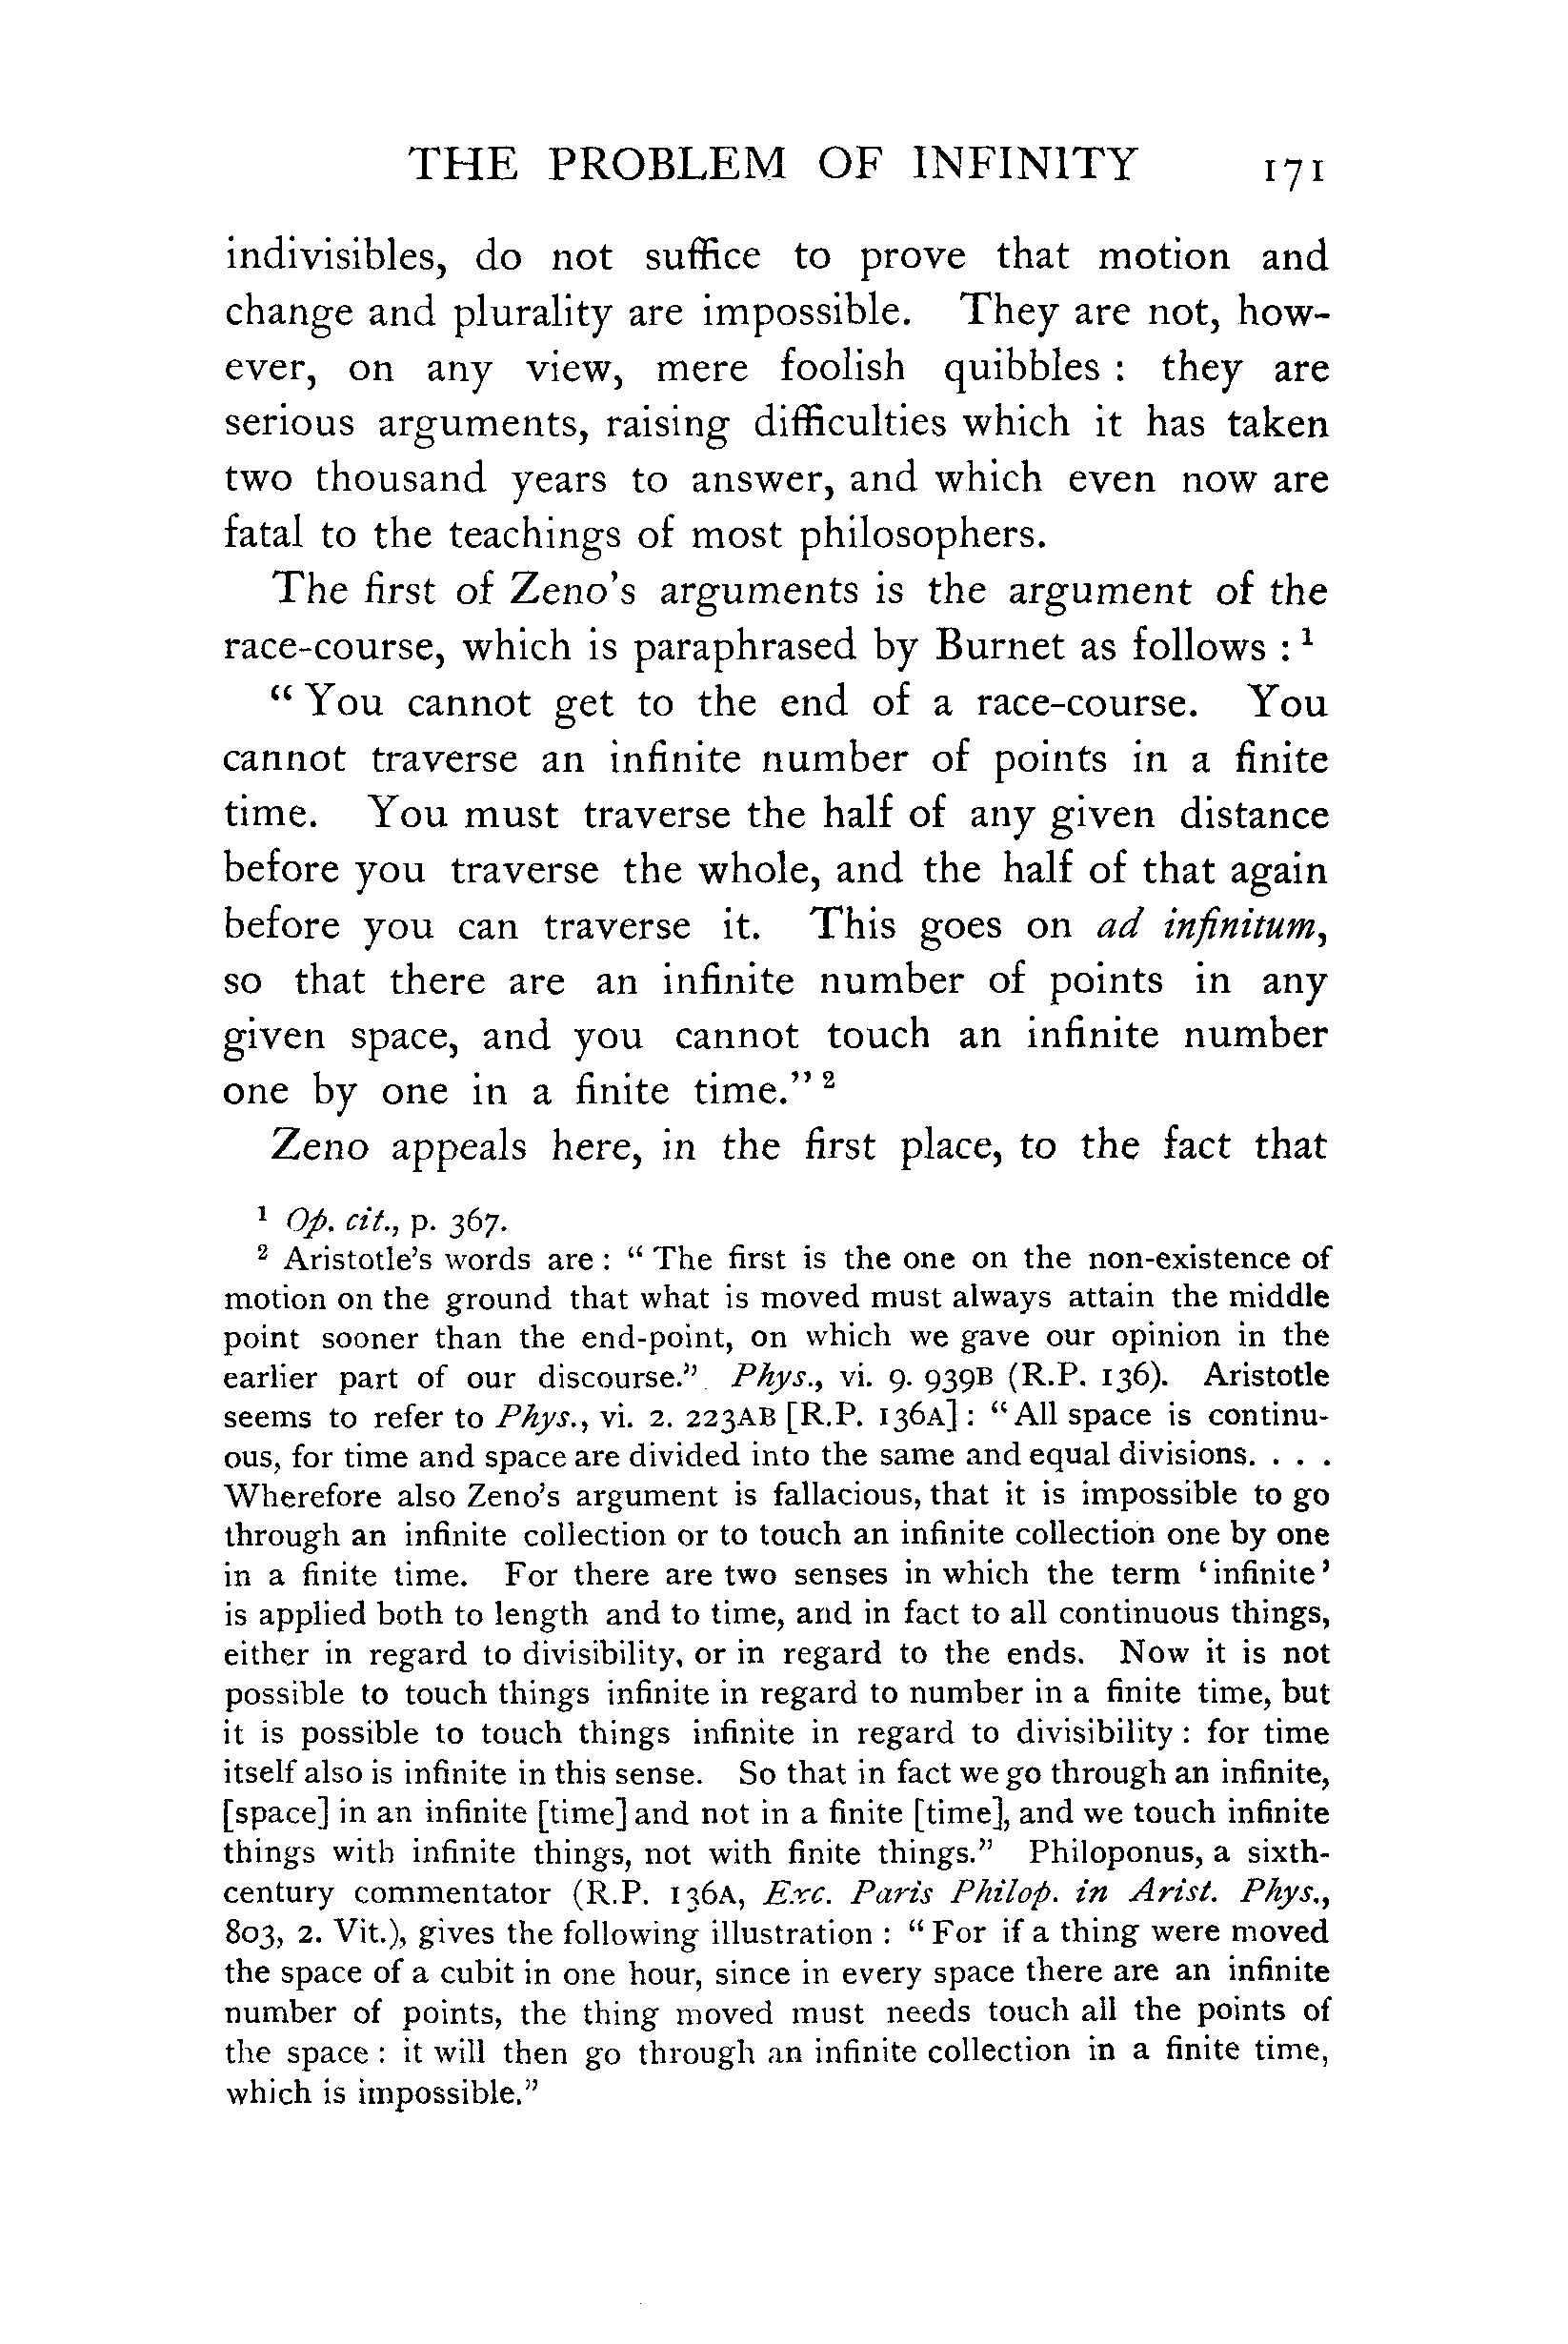 THE PROBLEM OF INFINITY 171
indivisibles, do not suffice to prove that motion and
change and plurality are impossible. They are not, how-
ever, on any view, mere foolish quibbles : they are
serious arguments, raising difficulties which it has taken
two thousand years to answer, and which even now are
fatal to the teachings of most philosophers.
The first of Zeno's arguments is the argument of the
race-course, which is paraphrased by Burnet as follows : ¹
“ You cannot get to the end of a race-course. You
cannot traverse an infinite number of points in a finite
time. You must traverse the half of any given distance
before you traverse the whole, and the half of that again
before you can traverse it. This goes on ad infinitum,
so that there are an infinite number of points in any
given space, and you cannot touch an infinite number
one by one in a finite time.” ²
Zeno appeals here, in the first place, to the fact that
¹ Op. cit., p. 367.
² Aristotle's words are : “ The first is the one on the non-existence of
motion on the ground that what is moved must always attain the middle
point sooner than the end-point, on which we gave our opinion in the
earlier part of our discourse.” Phys., vi. 9. 939B (R.P. 136). Aristotle
seems to refer to Phys., vi. 2. 223AB [R.P. 136A] : “ All space is continu-
ous, for time and space are divided into the same and equal divisions. . . .
Wherefore also Zeno's argument is fallacious, that it is impossible to go
through an infinite collection or to touch an infinite collection one by one
in a finite time. For there are two senses in which the term ‘ infinite ’
is applied both to length and to time, and in fact to all continuous things,
either in regard to divisibility, or in regard to the ends. Now it is not
possible to touch things infinite in regard to number in a finite time, but
it is possible to touch things infinite in regard to divisibility : for time
itself also is infinite in this sense. So that in fact we go through an infinite,
[space] in an infinite [time] and not in a finite [time], and we touch infinite
things with infinite things, not with finite things.” Philoponus, a sixth-
century commentator (R.P. 136A, Exc. Paris Philop. in Arist. Phys.,
803, 2. Vit.), gives the following illustration : “ For if a thing were moved
the space of a cubit in one hour, since in every space there are an infinite
number of points, the thing moved must needs touch all the points of
the space : it will then go through an infinite collection in a finite time,
which is impossible.”